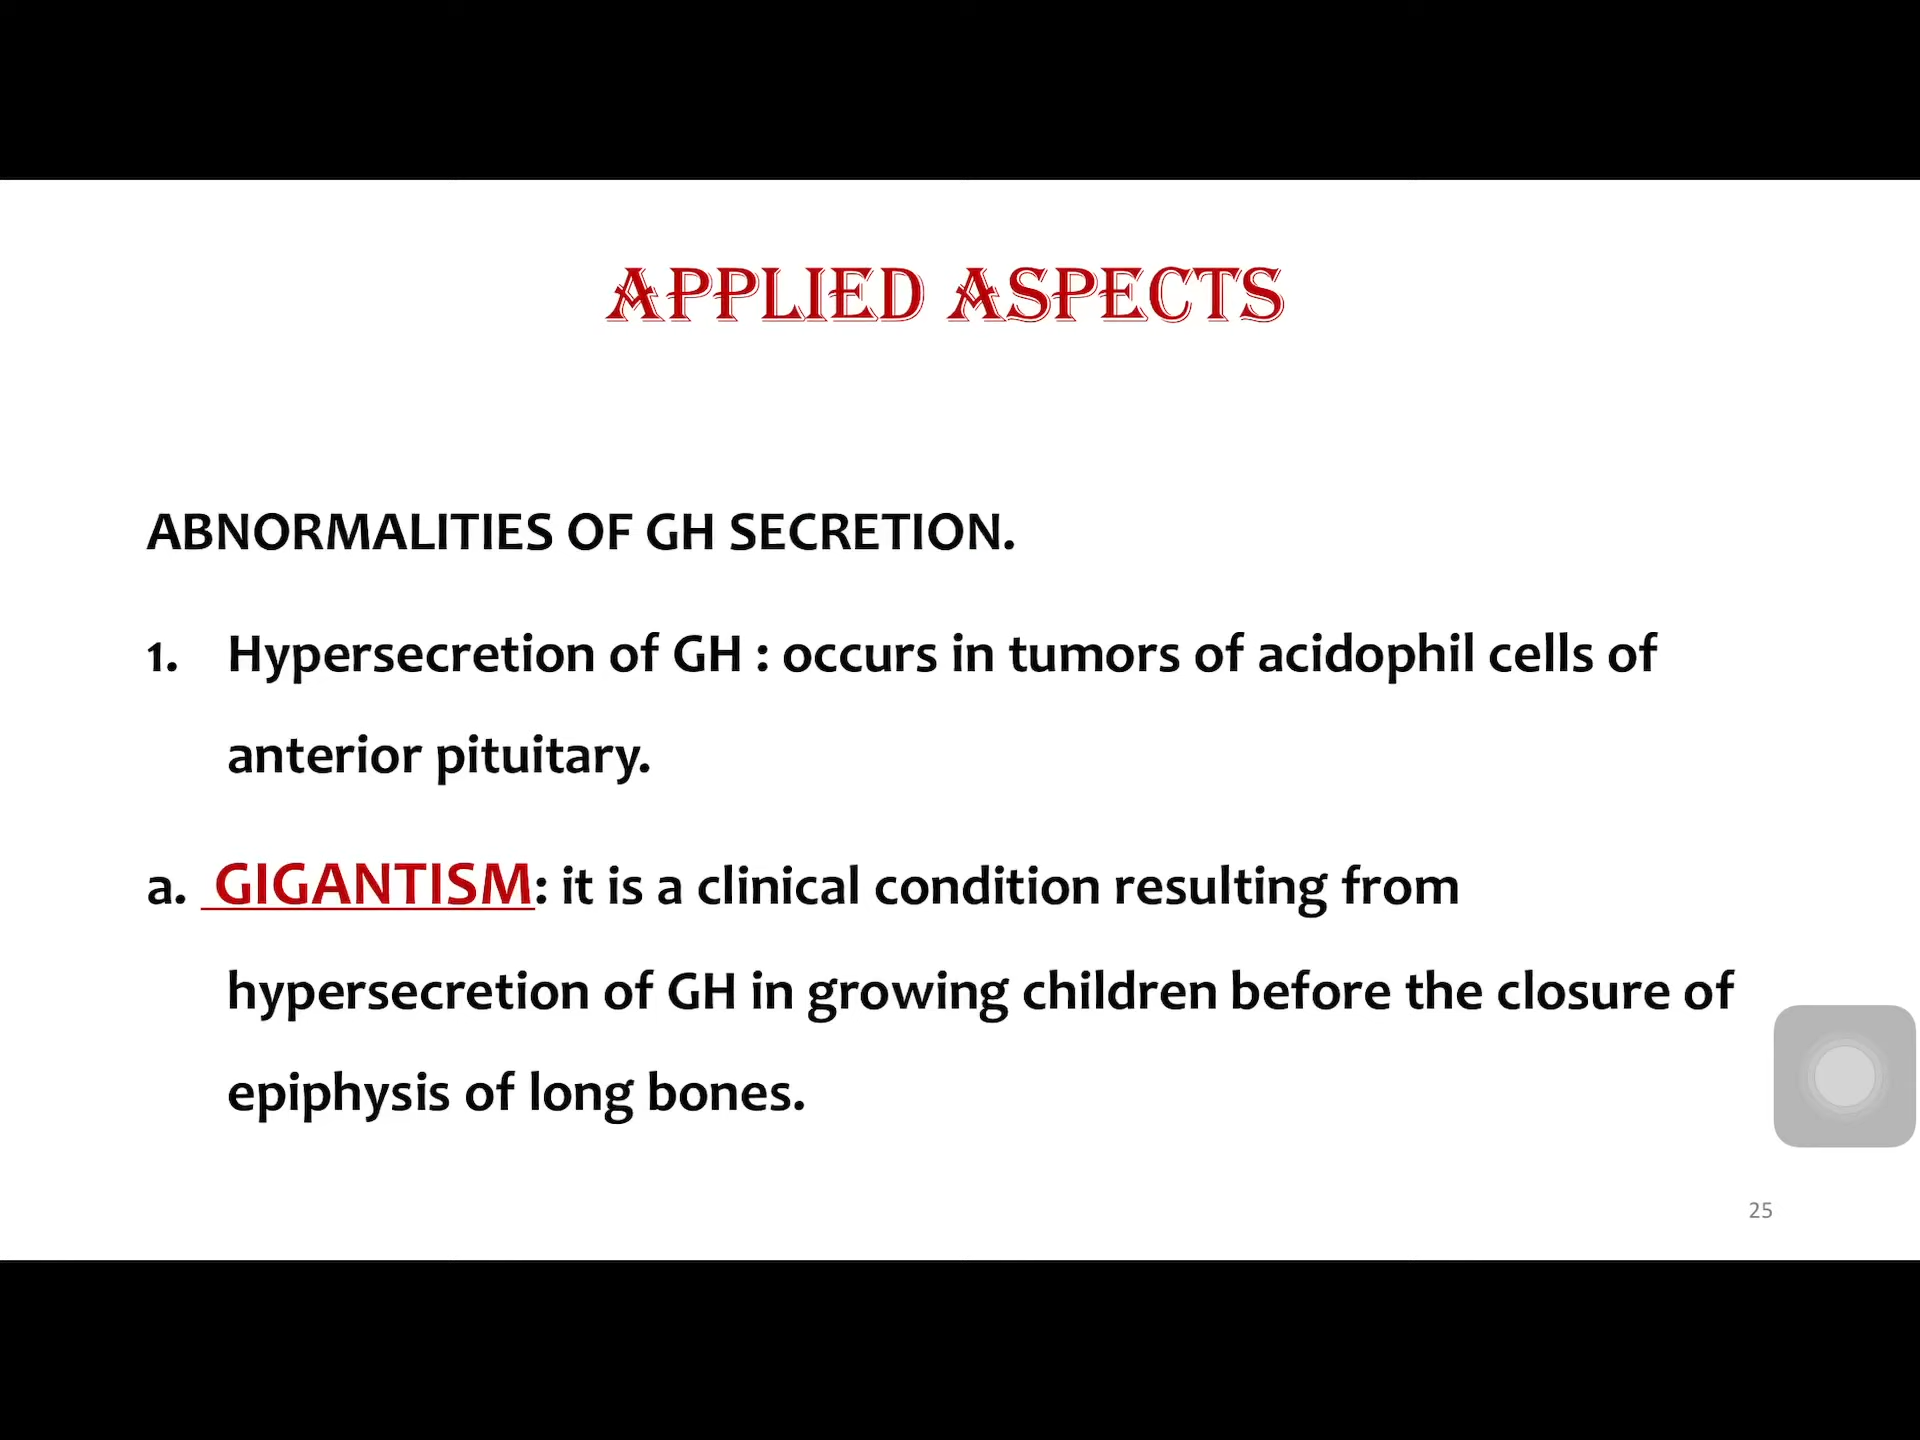 APPLIED ASPECTS
ABNORMALITIES OF GH SECRETION.
1. Hypersecretion of GH : occurs in tumors of acidophil cells of
anterior pituitary.
a. GIGANTISM: it is a clinical condition resulting from
hypersecretion of GH in growing children before the closure of
epiphysis of long bones.
25